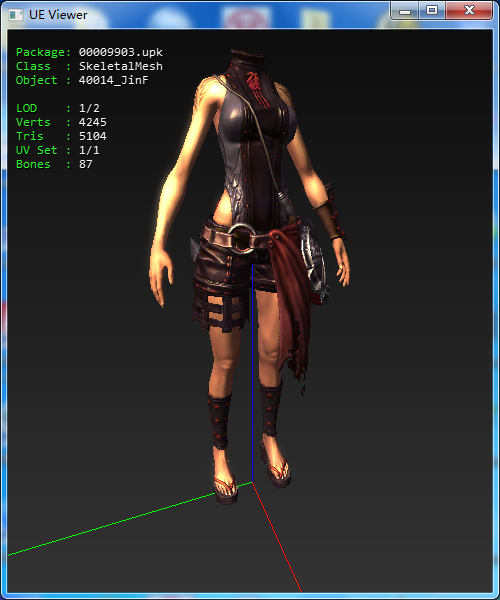 UE Viewer
Package: 00009903.upk
Class : SkeletalMesh
Object : 40014_JinF
LOD : 1/2
Verts : 4245
Tris : 5104
UV Set : 1/1
Bones : 87